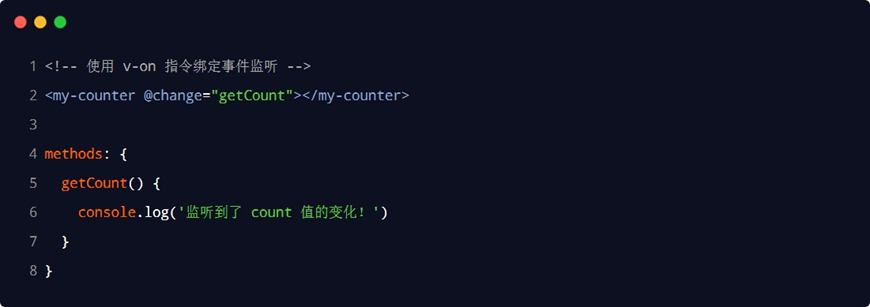 1 <!-- 使用 v-on 指令绑定事件监听 -->
2 <my-counter @change="getCount"></my-counter>
3
4 methods: {
5   getCount() {
6     console.log('监听到了 count 值的变化！')
7   }
8 }